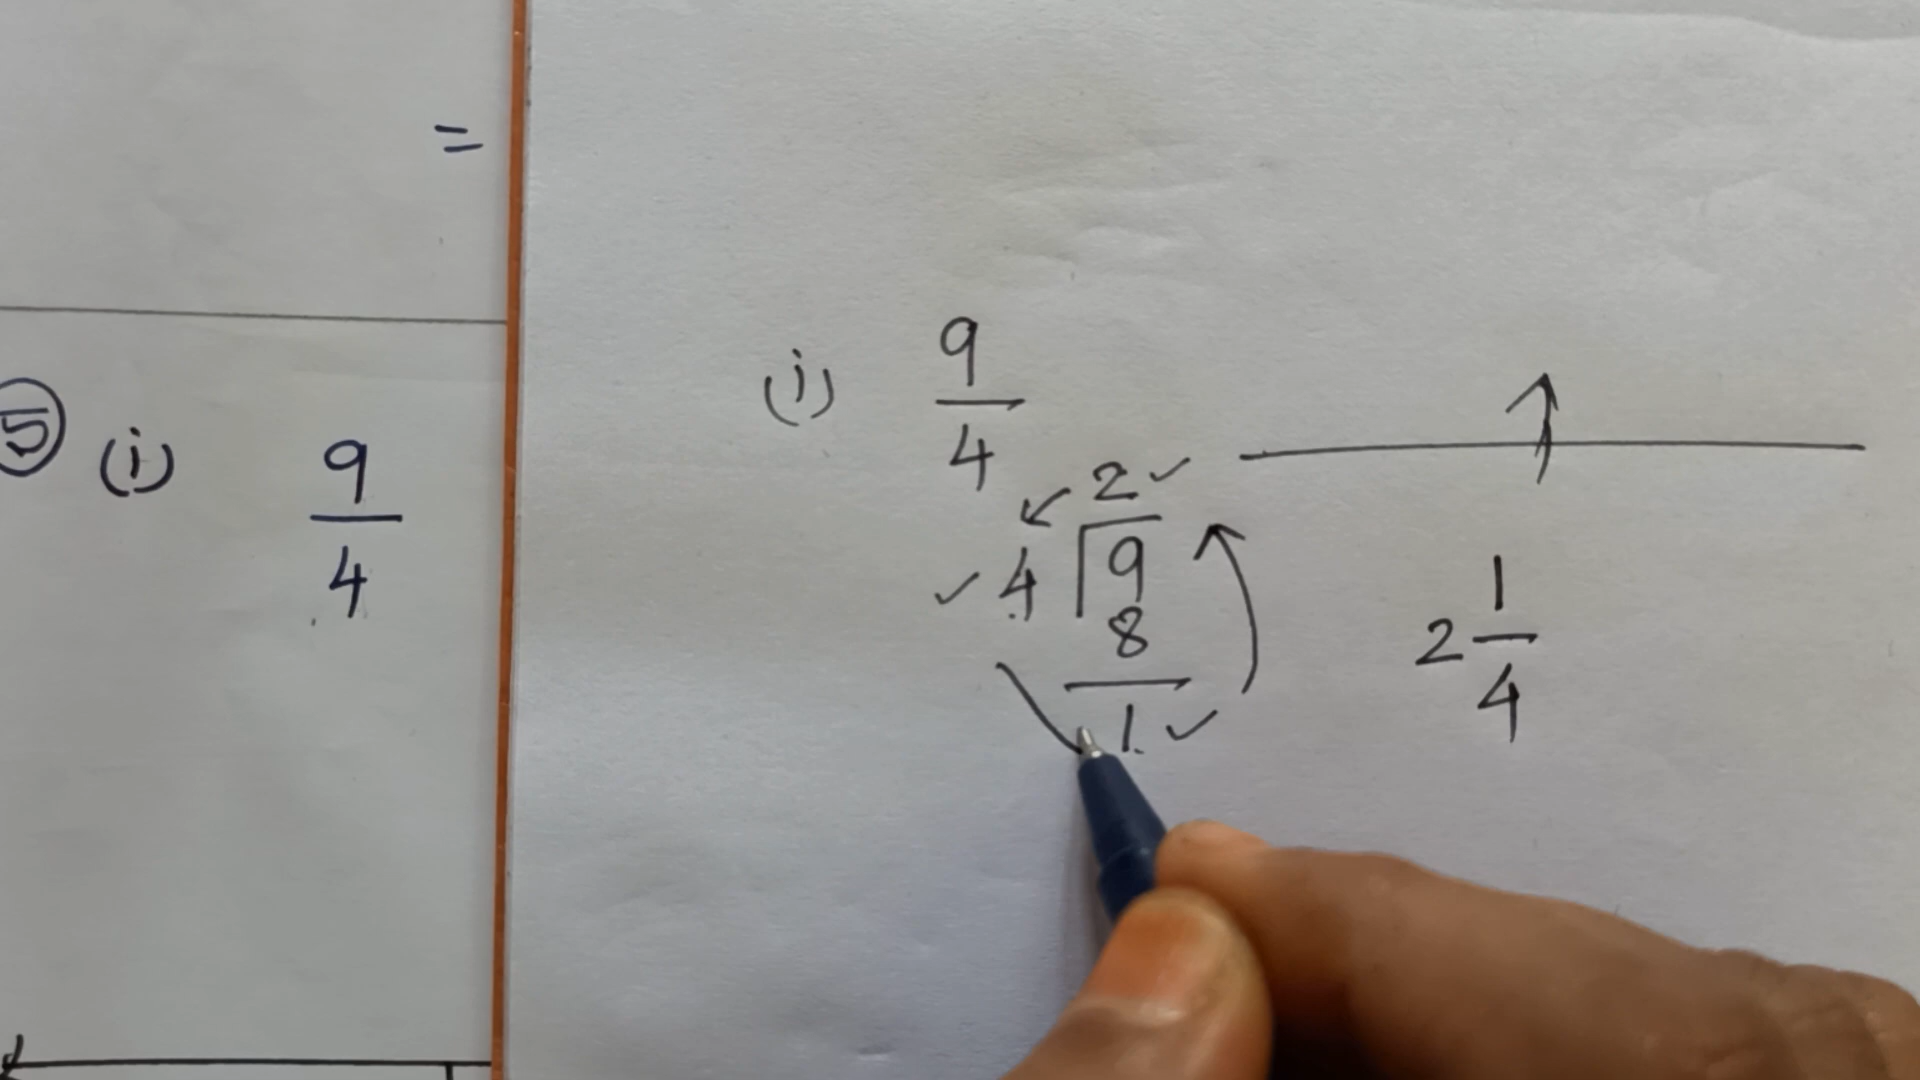 =
5 (i) 9/4
(i) 9/4
2 ✓
✓ 4 9
8
1 ✓
2 1/4